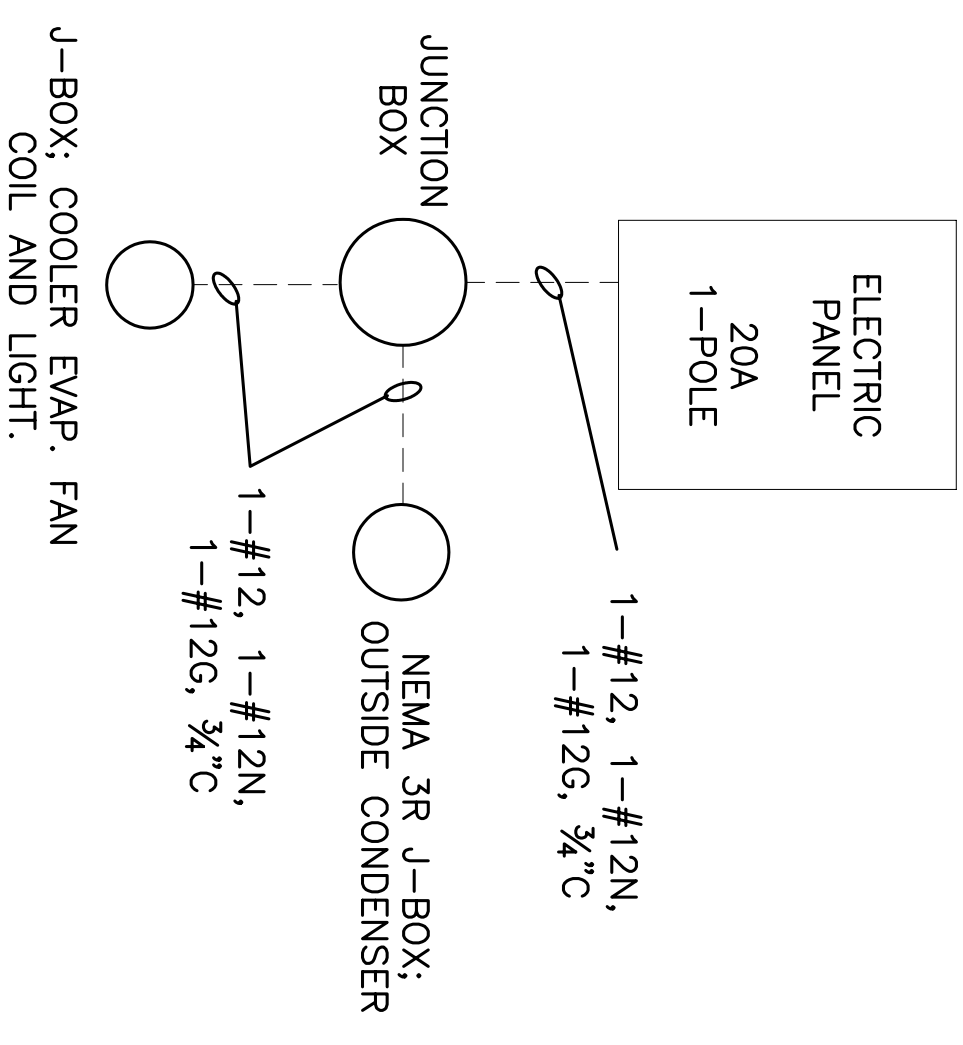 ELECTRIC
PANEL
20A
1-POLE
1-#12, 1-#12N,
1-#12G, ¾"C
JUNCTION
BOX
NEMA 3R J-BOX;
OUTSIDE CONDENSER
1-#12, 1-#12N,
1-#12G, ¾"C
J-BOX; COOLER EVAP. FAN
COIL AND LIGHT.